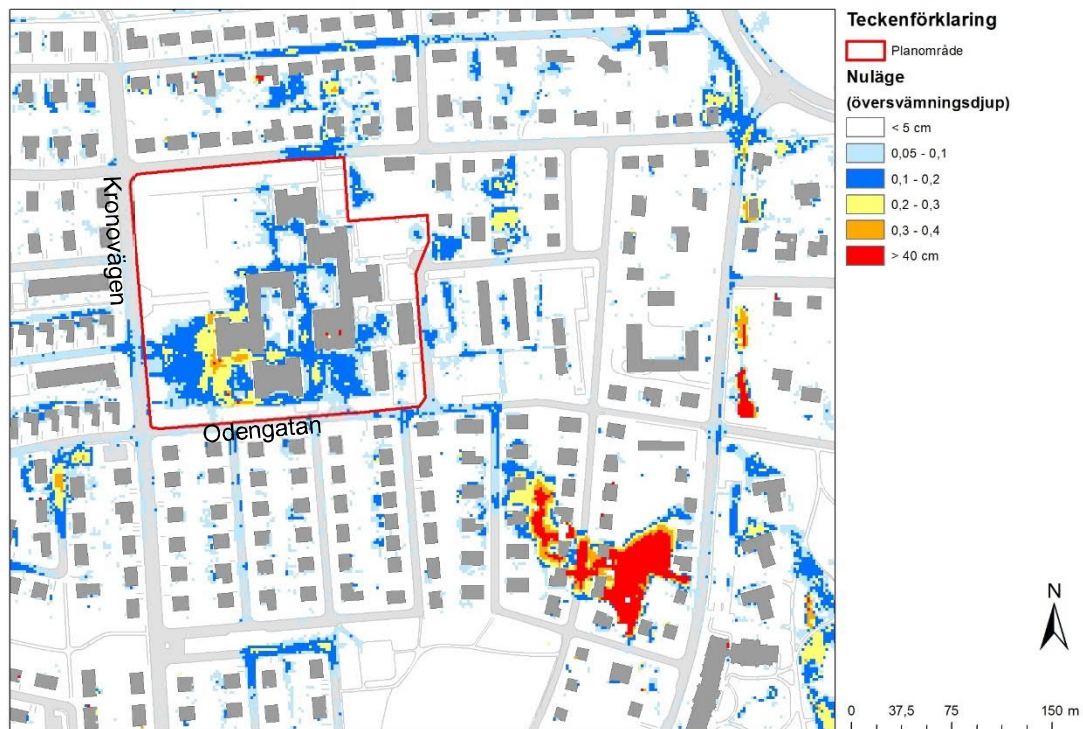 Kronovägen
Odengatan
Teckenförklaring
Planområde
Nuläge
(översvämningsdjup)
< 5 cm
0,05 - 0,1
0,1 - 0,2
0,2 - 0,3
0,3 - 0,4
> 40 cm
N
0 37,5 75 150 m